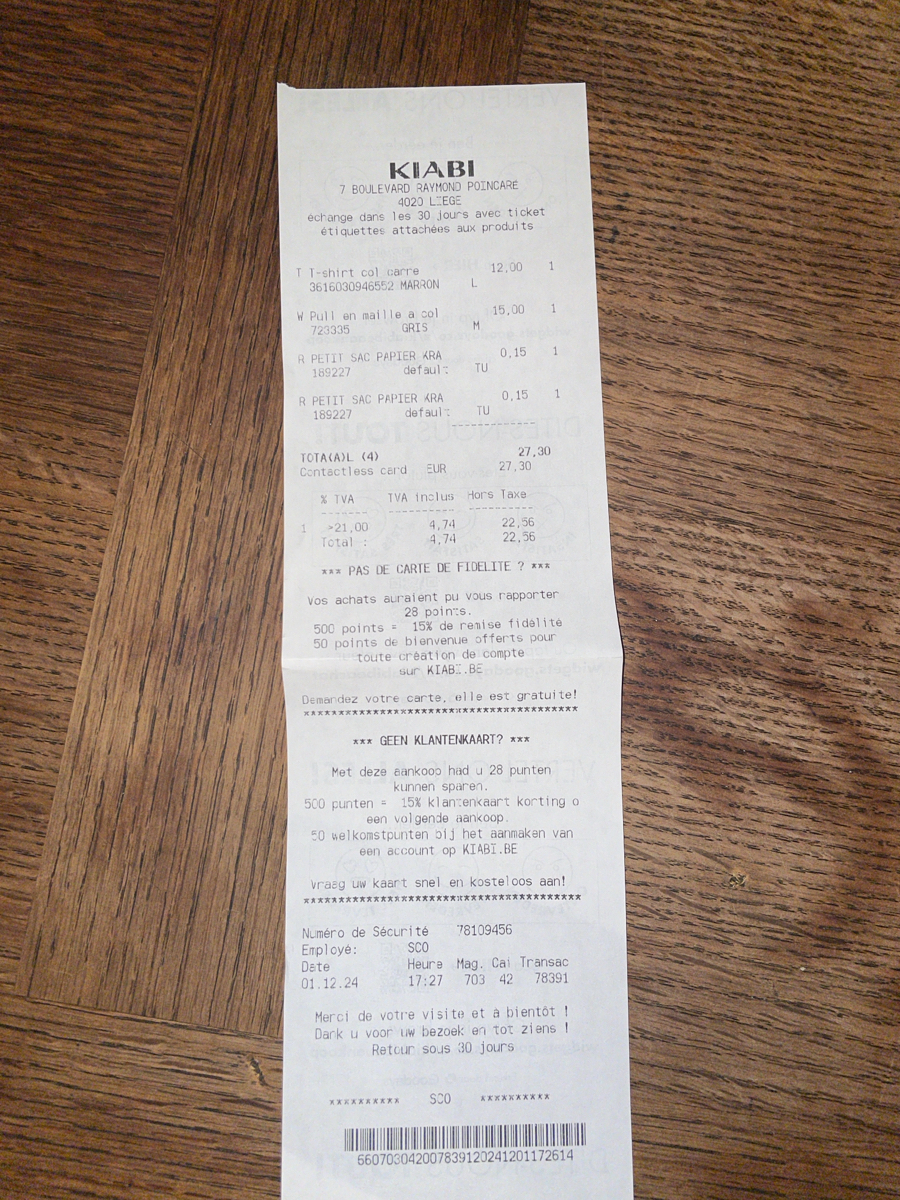 KIABI
7 BOULEVARD RAYMOND POINCARE
4020 LIEGE
échange dans les 30 jours avec ticket
étiquettes attachées aux produits
T T-shirt col carre 12,00 1
3616030946552 MARRON L
W Pull en maille a col 15,00 1
723335 GRIS M
R PETIT SAC PAPIER KRA 0,15 1
189227 default TU
R PETIT SAC PAPIER KRA 0,15 1
189227 default TU
-------
TOTA(A)L (4) 27,30
Contactless card EUR 27,30
% TVA TVA inclus Hors Taxe
------- ---------- ---------
1 >21,00 4,74 22,56
Total : 4,74 22,56
*** PAS DE CARTE DE FIDELITE ? ***
Vos achats auraient pu vous rapporter
28 points.
500 points = 15% de remise fidélité
50 points de bienvenue offerts pour
toute création de compte
sur KIABI.BE
Demandez votre carte, elle est gratuite!
****************************************
*** GEEN KLANTENKAART? ***
Met deze aankoop had u 28 punten
kunnen sparen.
500 punten = 15% klantenkaart korting o
een volgende aankoop.
50 welkomstpunten bij het aanmaken van
een account op KIABI.BE
Vraag uw kaart snel en kosteloos aan!
****************************************
Numéro de Sécurité 78109456
Employé: SCO
Date Heure Mag. Cai Transac
01.12.24 17:27 703 42 78391
Merci de votre visite et à bientôt !
Dank u voor uw bezoek en tot ziens !
Retour sous 30 jours
********** SCO **********
660703042007839120241201172614